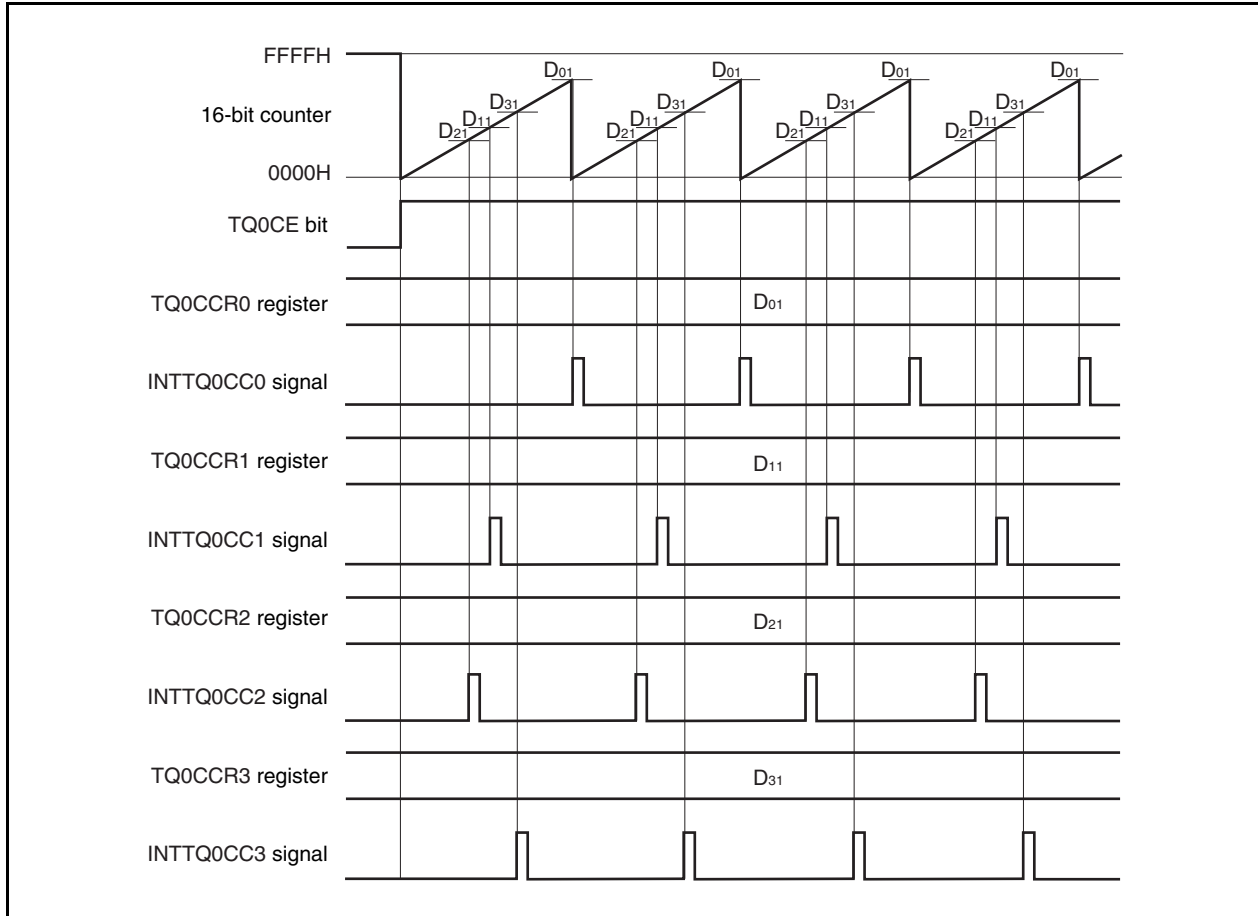 FFFFH
D01 D01 D01 D01
16-bit counter
D31 D31 D31 D31
D11 D11 D11 D11
D21 D21 D21 D21
0000H
TQ0CE bit
TQ0CCR0 register
D01
INTTQ0CC0 signal
TQ0CCR1 register
D11
INTTQ0CC1 signal
TQ0CCR2 register
D21
INTTQ0CC2 signal
TQ0CCR3 register
D31
INTTQ0CC3 signal